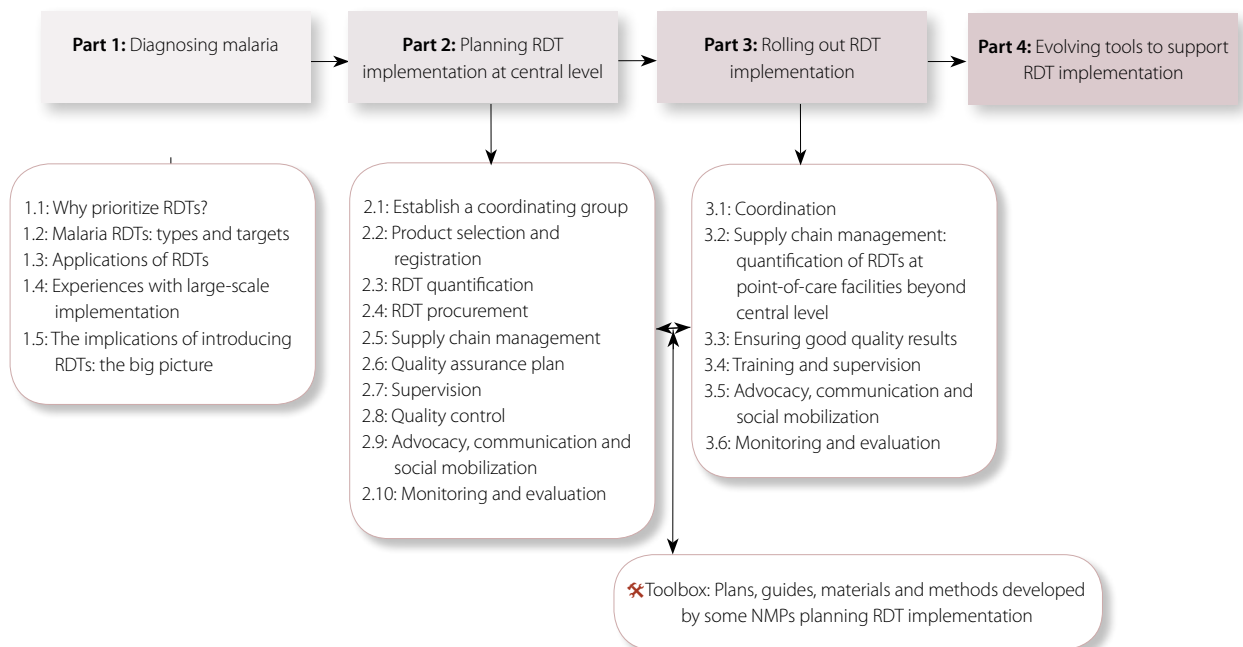 Part 1: Diagnosing malaria
Part 2: Planning RDT
implementation at central level
Part 3: Rolling out RDT
implementation
Part 4: Evolving tools to support
RDT implementation
1.1: Why prioritize RDTs?
1.2: Malaria RDTs: types and targets
1.3: Applications of RDTs
1.4: Experiences with large-scale
implementation
1.5: The implications of introducing
RDTs: the big picture
2.1: Establish a coordinating group
2.2: Product selection and
registration
2.3: RDT quantification
2.4: RDT procurement
2.5: Supply chain management
2.6: Quality assurance plan
2.7: Supervision
2.8: Quality control
2.9: Advocacy, communication and
social mobilization
2.10: Monitoring and evaluation
3.1: Coordination
3.2: Supply chain management:
quantification of RDTs at
point-of-care facilities beyond
central level
3.3: Ensuring good quality results
3.4: Training and supervision
3.5: Advocacy, communication and
social mobilization
3.6: Monitoring and evaluation
Toolbox: Plans, guides, materials and methods developed
by some NMPs planning RDT implementation